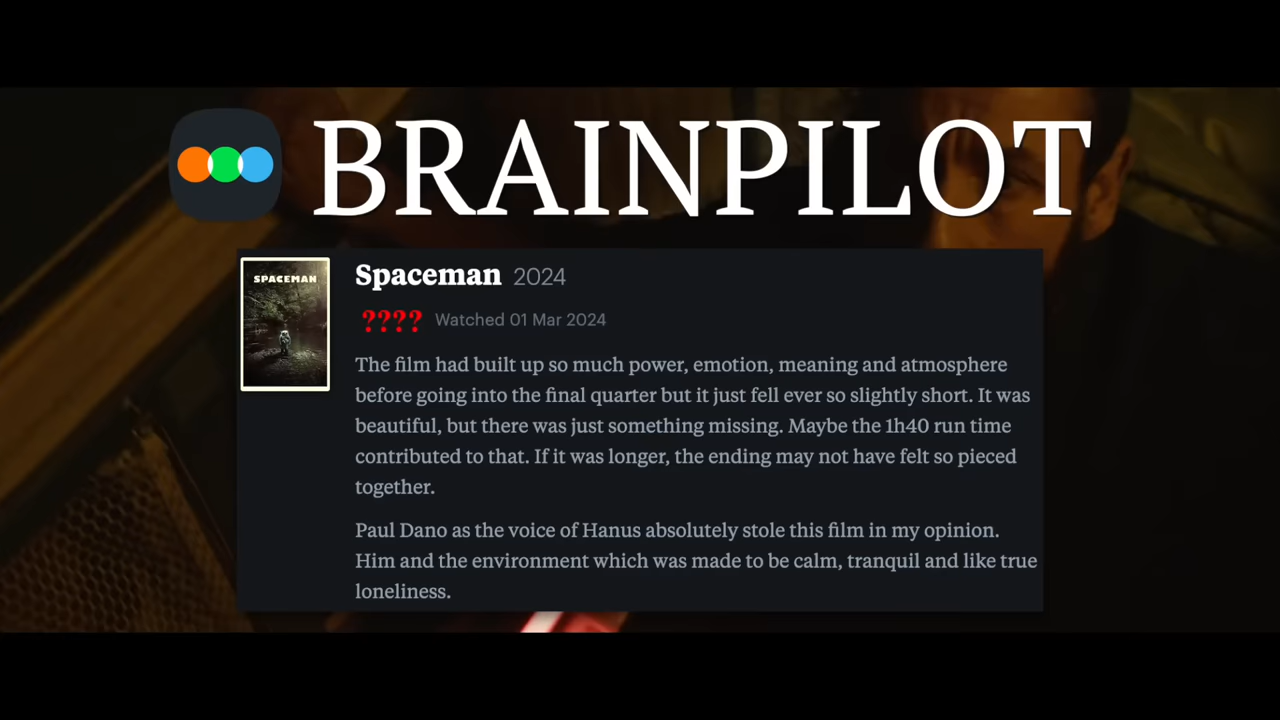 BRAINPILOT
SPACEMAN
Spaceman 2024
???? Watched 01 Mar 2024
The film had built up so much power, emotion, meaning and atmosphere
before going into the final quarter but it just fell ever so slightly short. It was
beautiful, but there was just something missing. Maybe the 1h40 run time
contributed to that. If it was longer, the ending may not have felt so pieced
together.
Paul Dano as the voice of Hanus absolutely stole this film in my opinion.
Him and the environment which was made to be calm, tranquil and like true
loneliness.